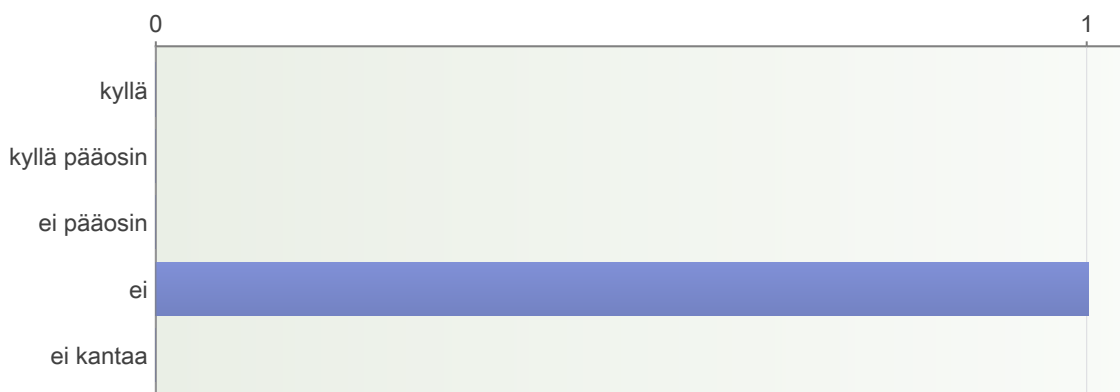 0 1
kyllä
kyllä pääosin
ei pääosin
ei
ei kantaa